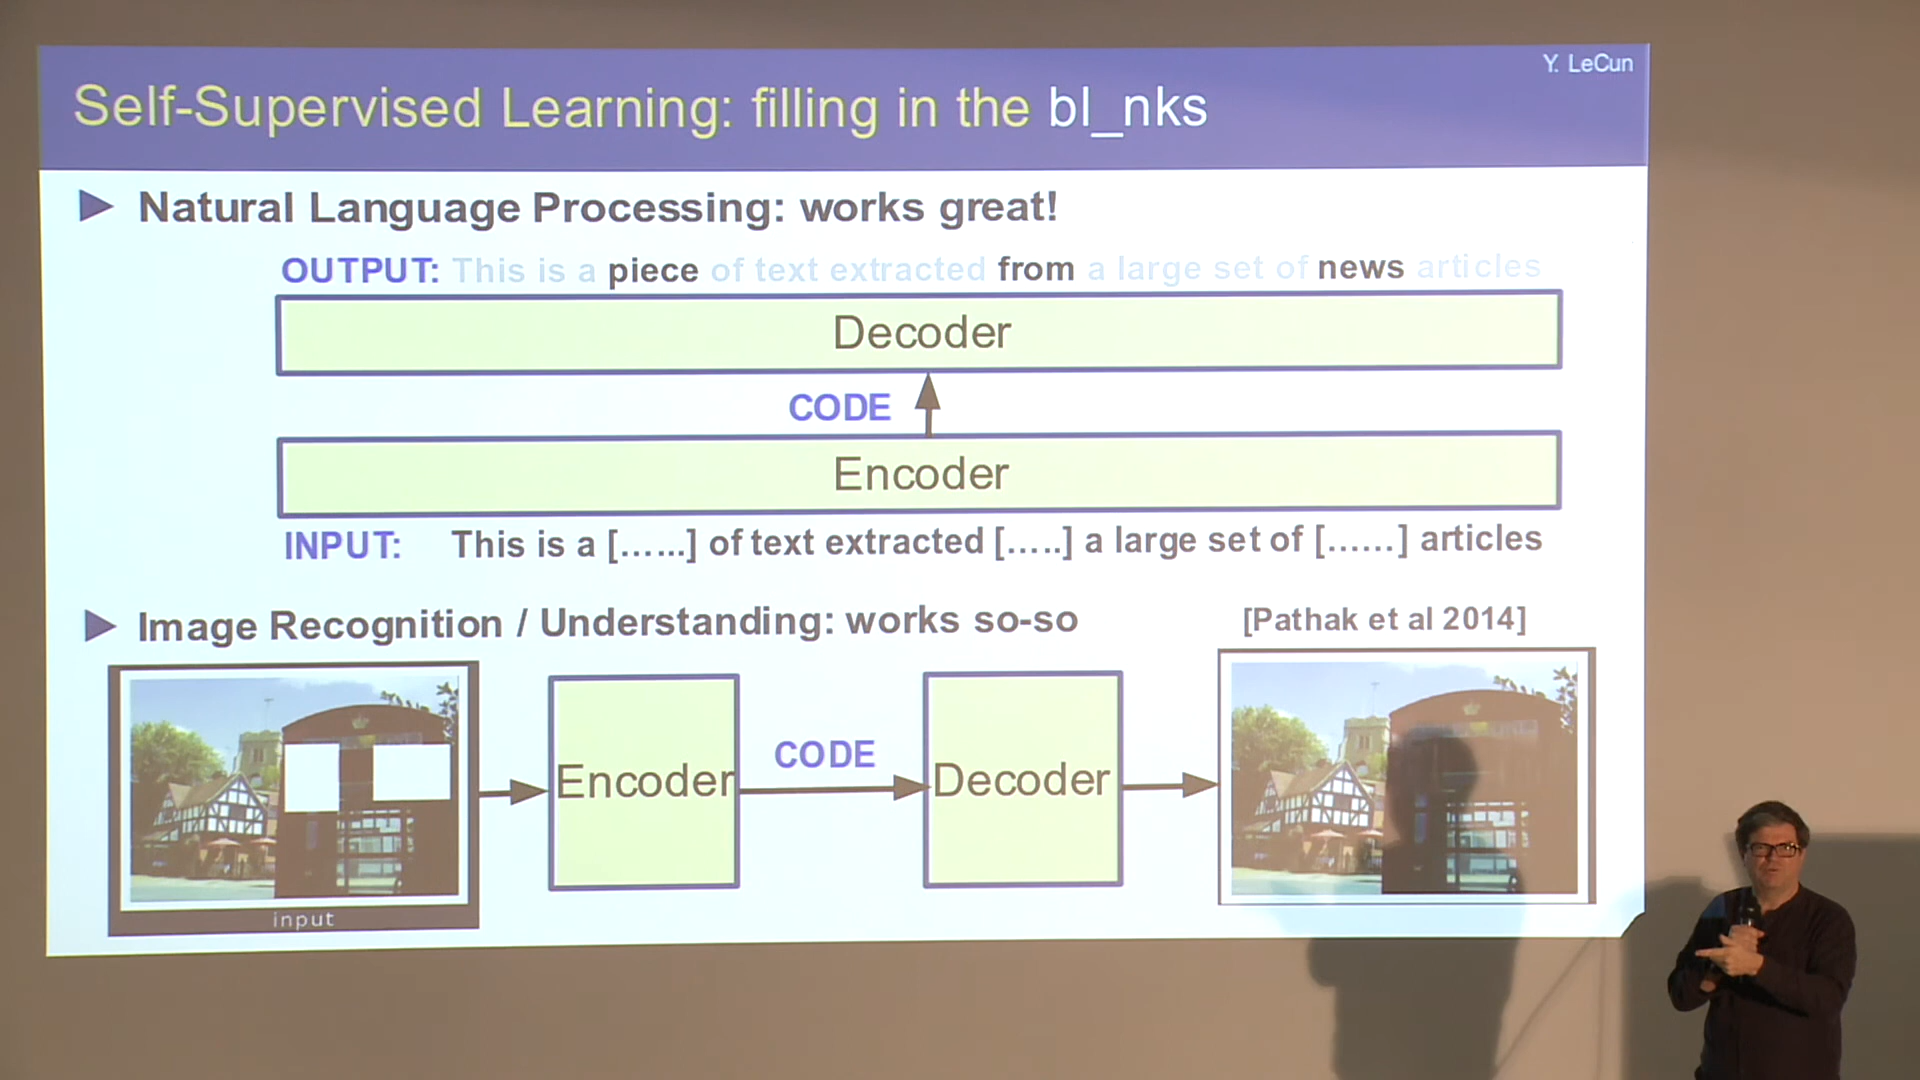 Y. LeCun
Self-Supervised Learning: filling in the bl_nks
Natural Language Processing: works great!
OUTPUT: This is a piece of text extracted from a large set of news articles
Decoder
CODE
Encoder
INPUT: This is a [......] of text extracted [.....] a large set of [......] articles
Image Recognition / Understanding: works so-so [Pathak et al 2014]
Encoder CODE Decoder
input